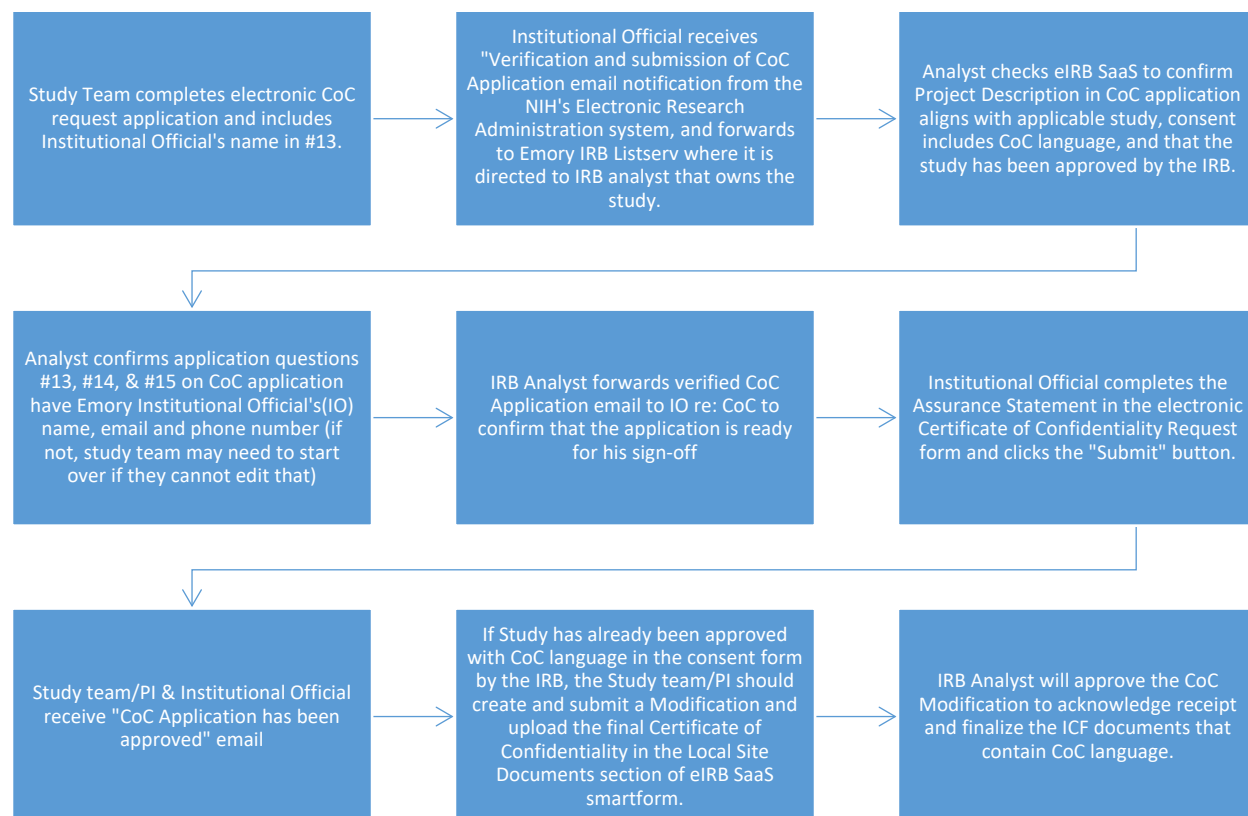 Study Team completes electronic CoC
request application and includes
Institutional Official's name in #13.
Institutional Official receives
"Verification and submission of CoC
Application email notification from the
NIH's Electronic Research
Administration system, and forwards
to Emory IRB Listserv where it is
directed to IRB analyst that owns the
study.
Analyst checks eIRB SaaS to confirm
Project Description in CoC application
aligns with applicable study, consent
includes CoC language, and that the
study has been approved by the IRB.
Analyst confirms application questions
#13, #14, & #15 on CoC application
have Emory Institutional Official's(IO)
name, email and phone number (if
not, study team may need to start
over if they cannot edit that)
IRB Analyst forwards verified CoC
Application email to IO re: CoC to
confirm that the application is ready
for his sign-off
Institutional Official completes the
Assurance Statement in the electronic
Certificate of Confidentiality Request
form and clicks the "Submit" button.
Study team/PI & Institutional Official
receive "CoC Application has been
approved" email
If Study has already been approved
with CoC language in the consent form
by the IRB, the Study team/PI should
create and submit a Modification and
upload the final Certificate of
Confidentiality in the Local Site
Documents section of eIRB SaaS
smartform.
IRB Analyst will approve the CoC
Modification to acknowledge receipt
and finalize the ICF documents that
contain CoC language.